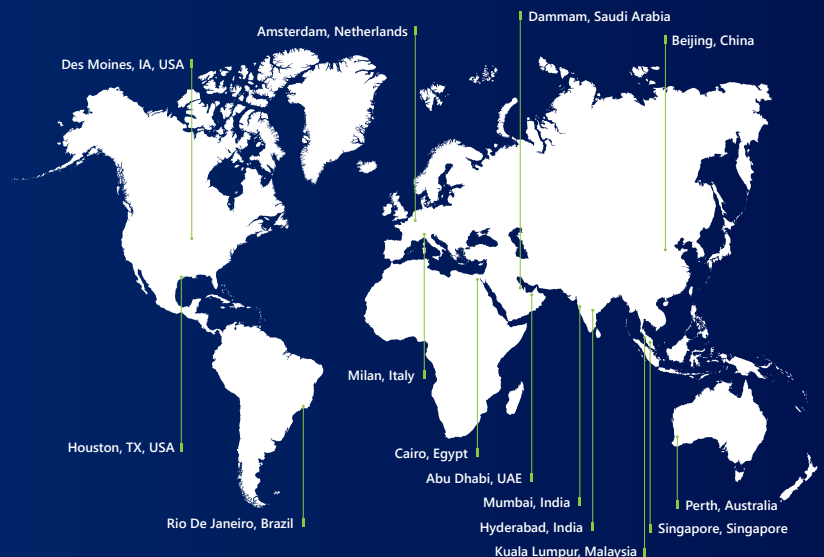 Dammam, Saudi Arabia
Amsterdam, Netherlands
Beijing, China
Des Moines, IA, USA
Milan, Italy
Houston, TX, USA
Cairo, Egypt
Abu Dhabi, UAE
Mumbai, India
Perth, Australia
Rio De Janeiro, Brazil
Hyderabad, India
Singapore, Singapore
Kuala Lumpur, Malaysia